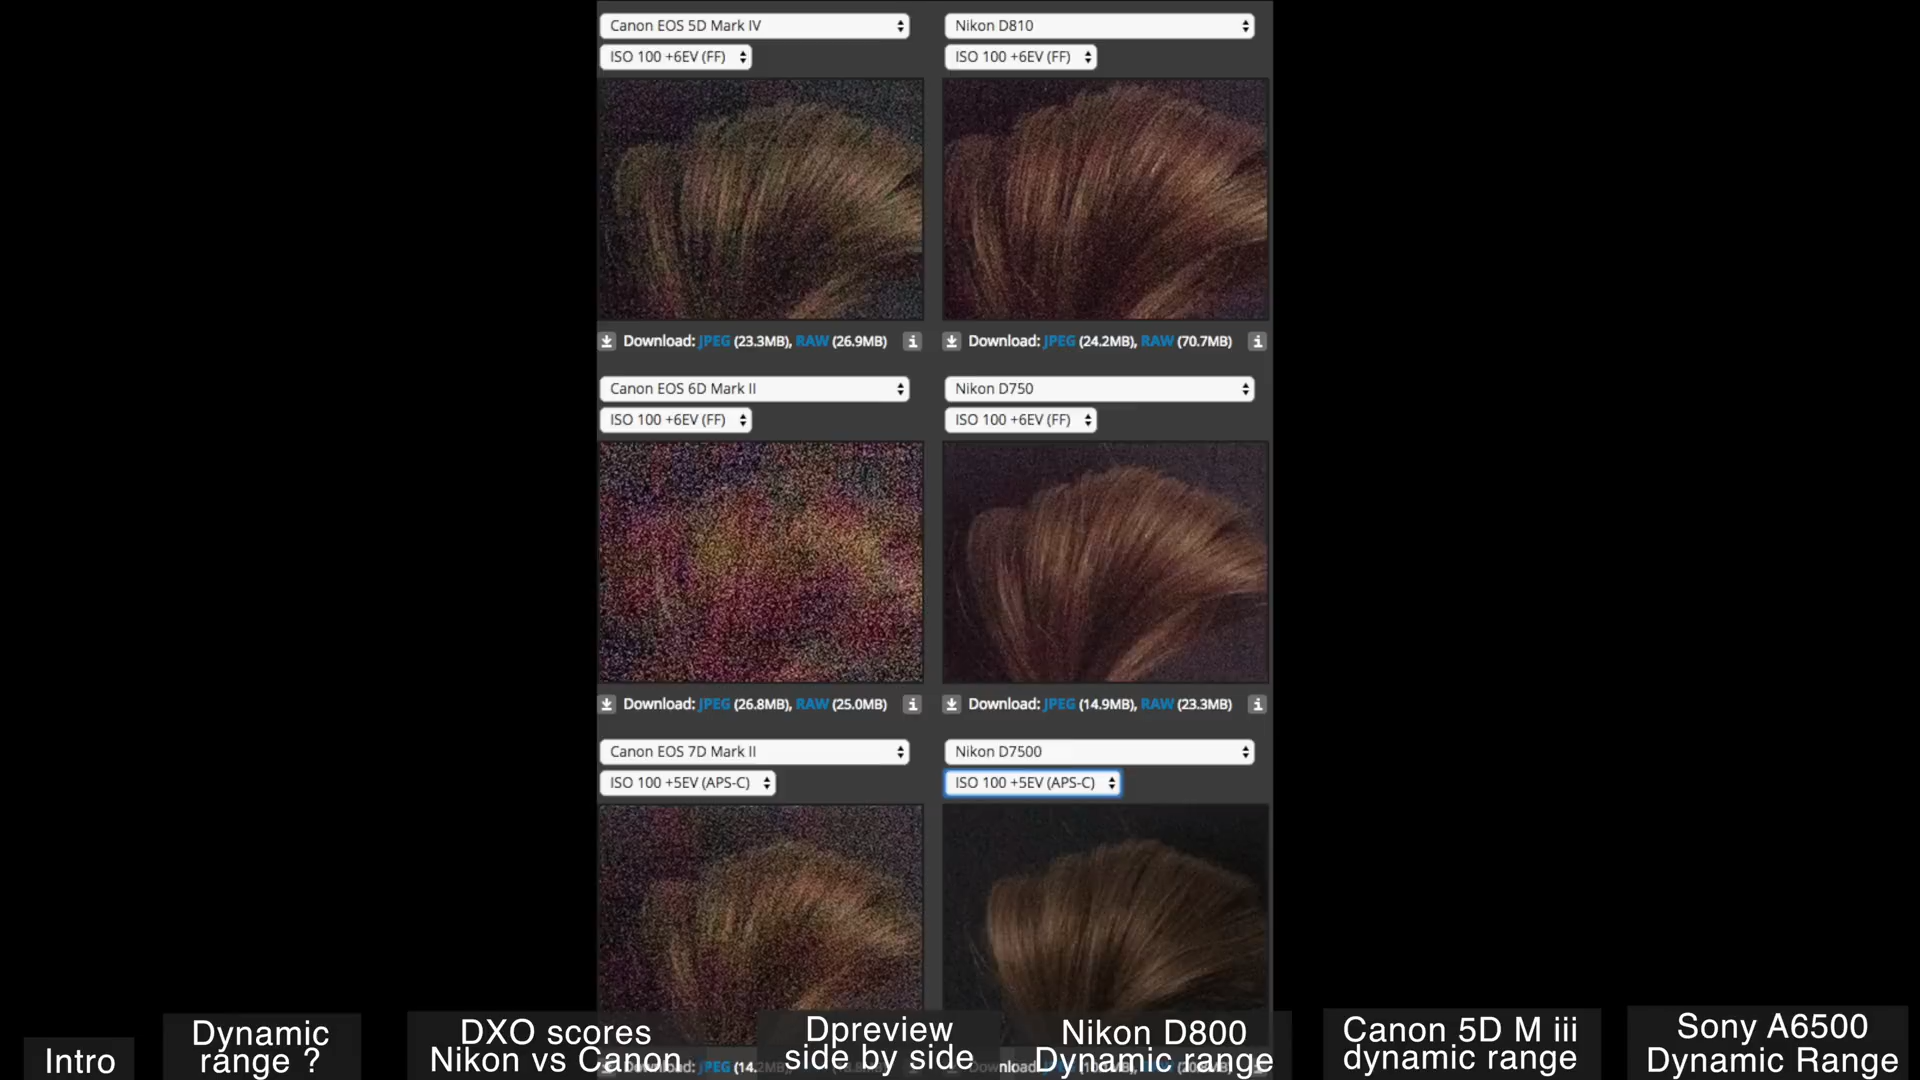 Canon EOS 5D Mark IV
Nikon D810
ISO 100 +6EV (FF)
ISO 100 +6EV (FF)
Download: JPEG (23.3MB), RAW (26.9MB)
Download: JPEG (24.2MB), RAW (70.7MB)
Canon EOS 6D Mark II
Nikon D750
ISO 100 +6EV (FF)
ISO 100 +6EV (FF)
Download: JPEG (26.8MB), RAW (25.0MB)
Download: JPEG (14.9MB), RAW (23.3MB)
Canon EOS 7D Mark II
Nikon D7500
ISO 100 +5EV (APS-C)
ISO 100 +5EV (APS-C)
Download: JPEG
Intro
Dynamic
range ?
DXO scores
Nikon vs Canon
Dpreview
side by side
Nikon D800
Dynamic range
Canon 5D M iii
dynamic range
Sony A6500
Dynamic Range